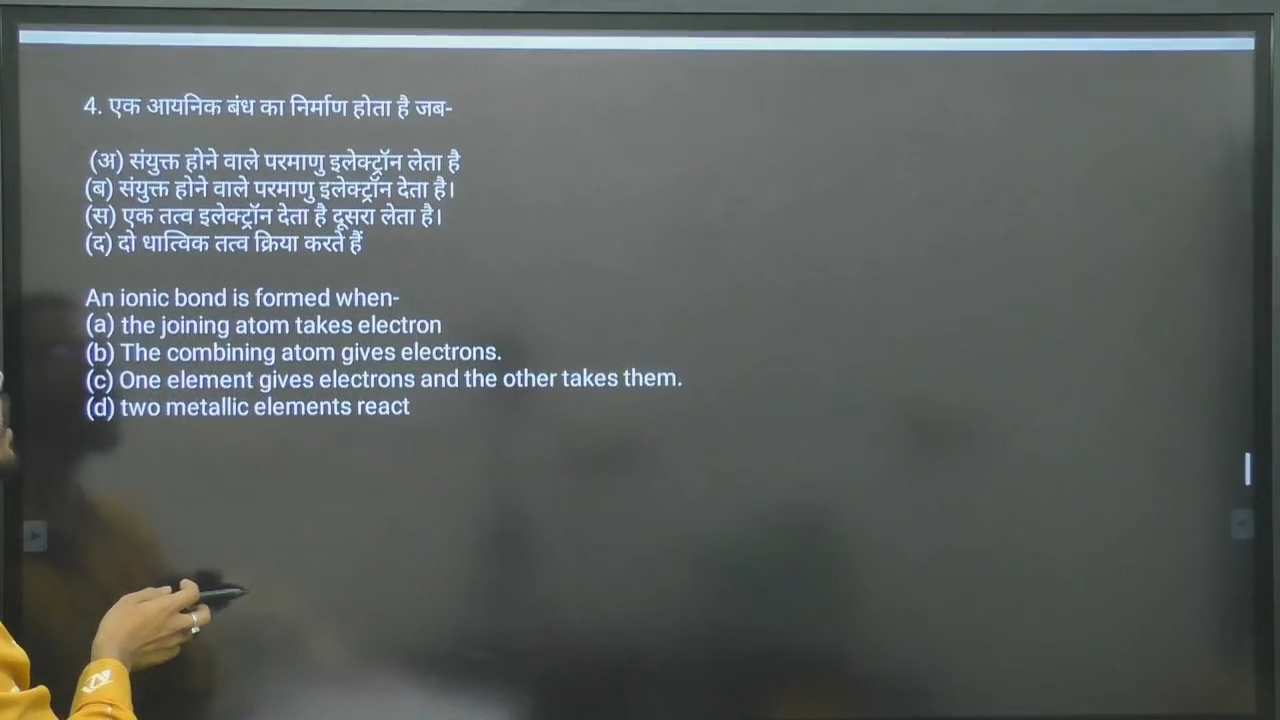 4. एक आयनिक बंध का निर्माण होता है जब-
(अ) संयुक्त होने वाले परमाणु इलेक्ट्रॉन लेता है
(ब) संयुक्त होने वाले परमाणु इलेक्ट्रॉन देता है।
(स) एक तत्व इलेक्ट्रॉन देता है दूसरा लेता है।
(द) दो धात्विक तत्व क्रिया करते हैं
An ionic bond is formed when-
(a) the joining atom takes electron
(b) The combining atom gives electrons.
(c) One element gives electrons and the other takes them.
(d) two metallic elements react